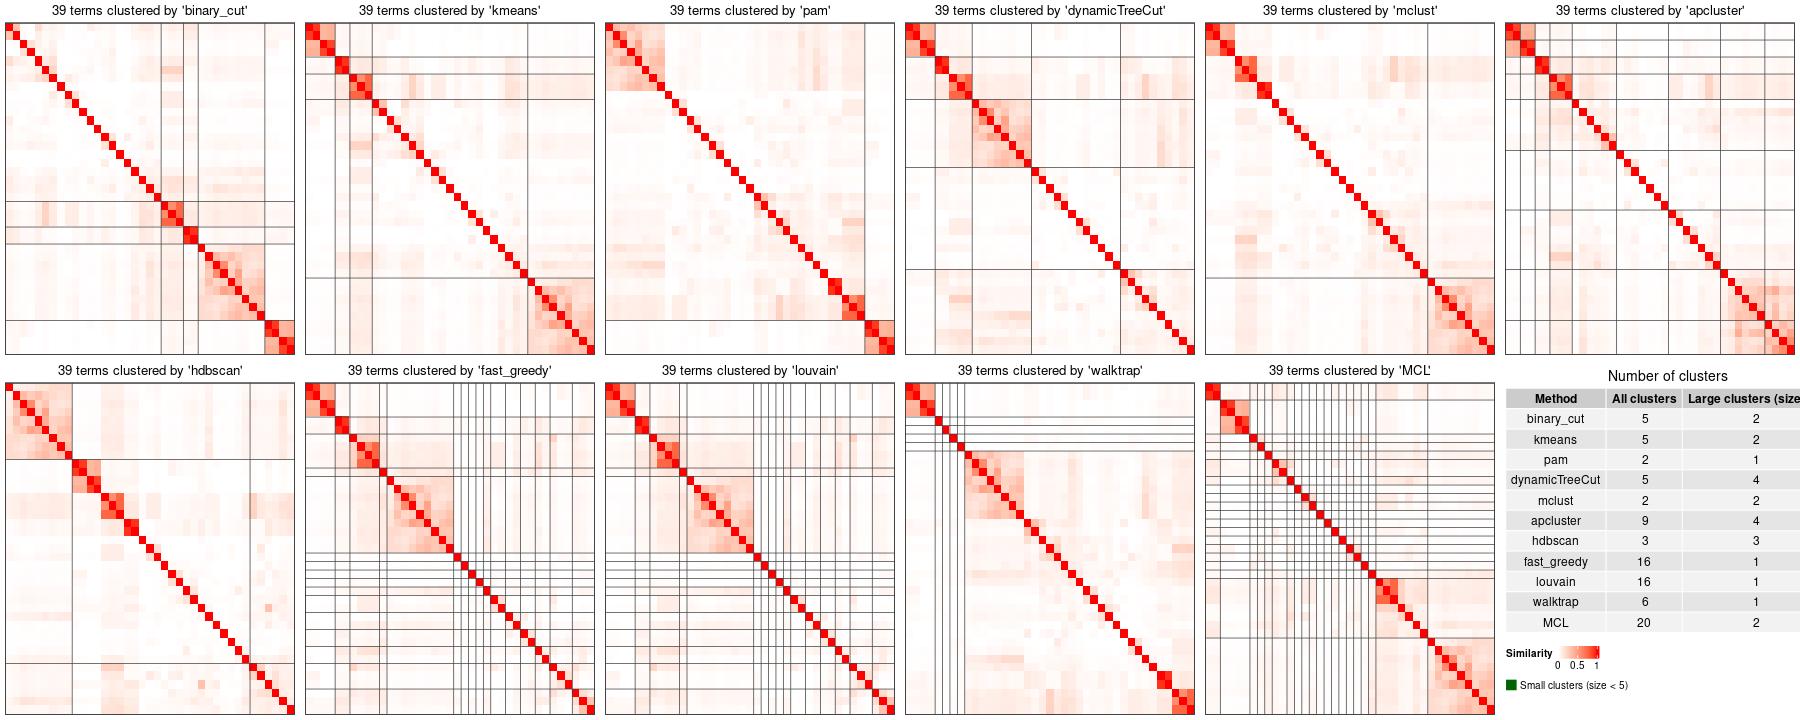 39 terms clustered by 'binary_cut'
39 terms clustered by 'kmeans'
39 terms clustered by 'pam'
39 terms clustered by 'dynamicTreeCut'
39 terms clustered by 'mclust'
39 terms clustered by 'apcluster'
39 terms clustered by 'hdbscan'
39 terms clustered by 'fast_greedy'
39 terms clustered by 'louvain'
39 terms clustered by 'walktrap'
39 terms clustered by 'MCL'
Number of clusters
Method All clusters Large clusters (size
binary_cut 5 2
kmeans 5 2
pam 2 1
dynamicTreeCut 5 4
mclust 2 2
apcluster 9 4
hdbscan 3 3
fast_greedy 16 1
louvain 16 1
walktrap 6 1
MCL 20 2
Similarity
0 0.5 1
Small clusters (size < 5)